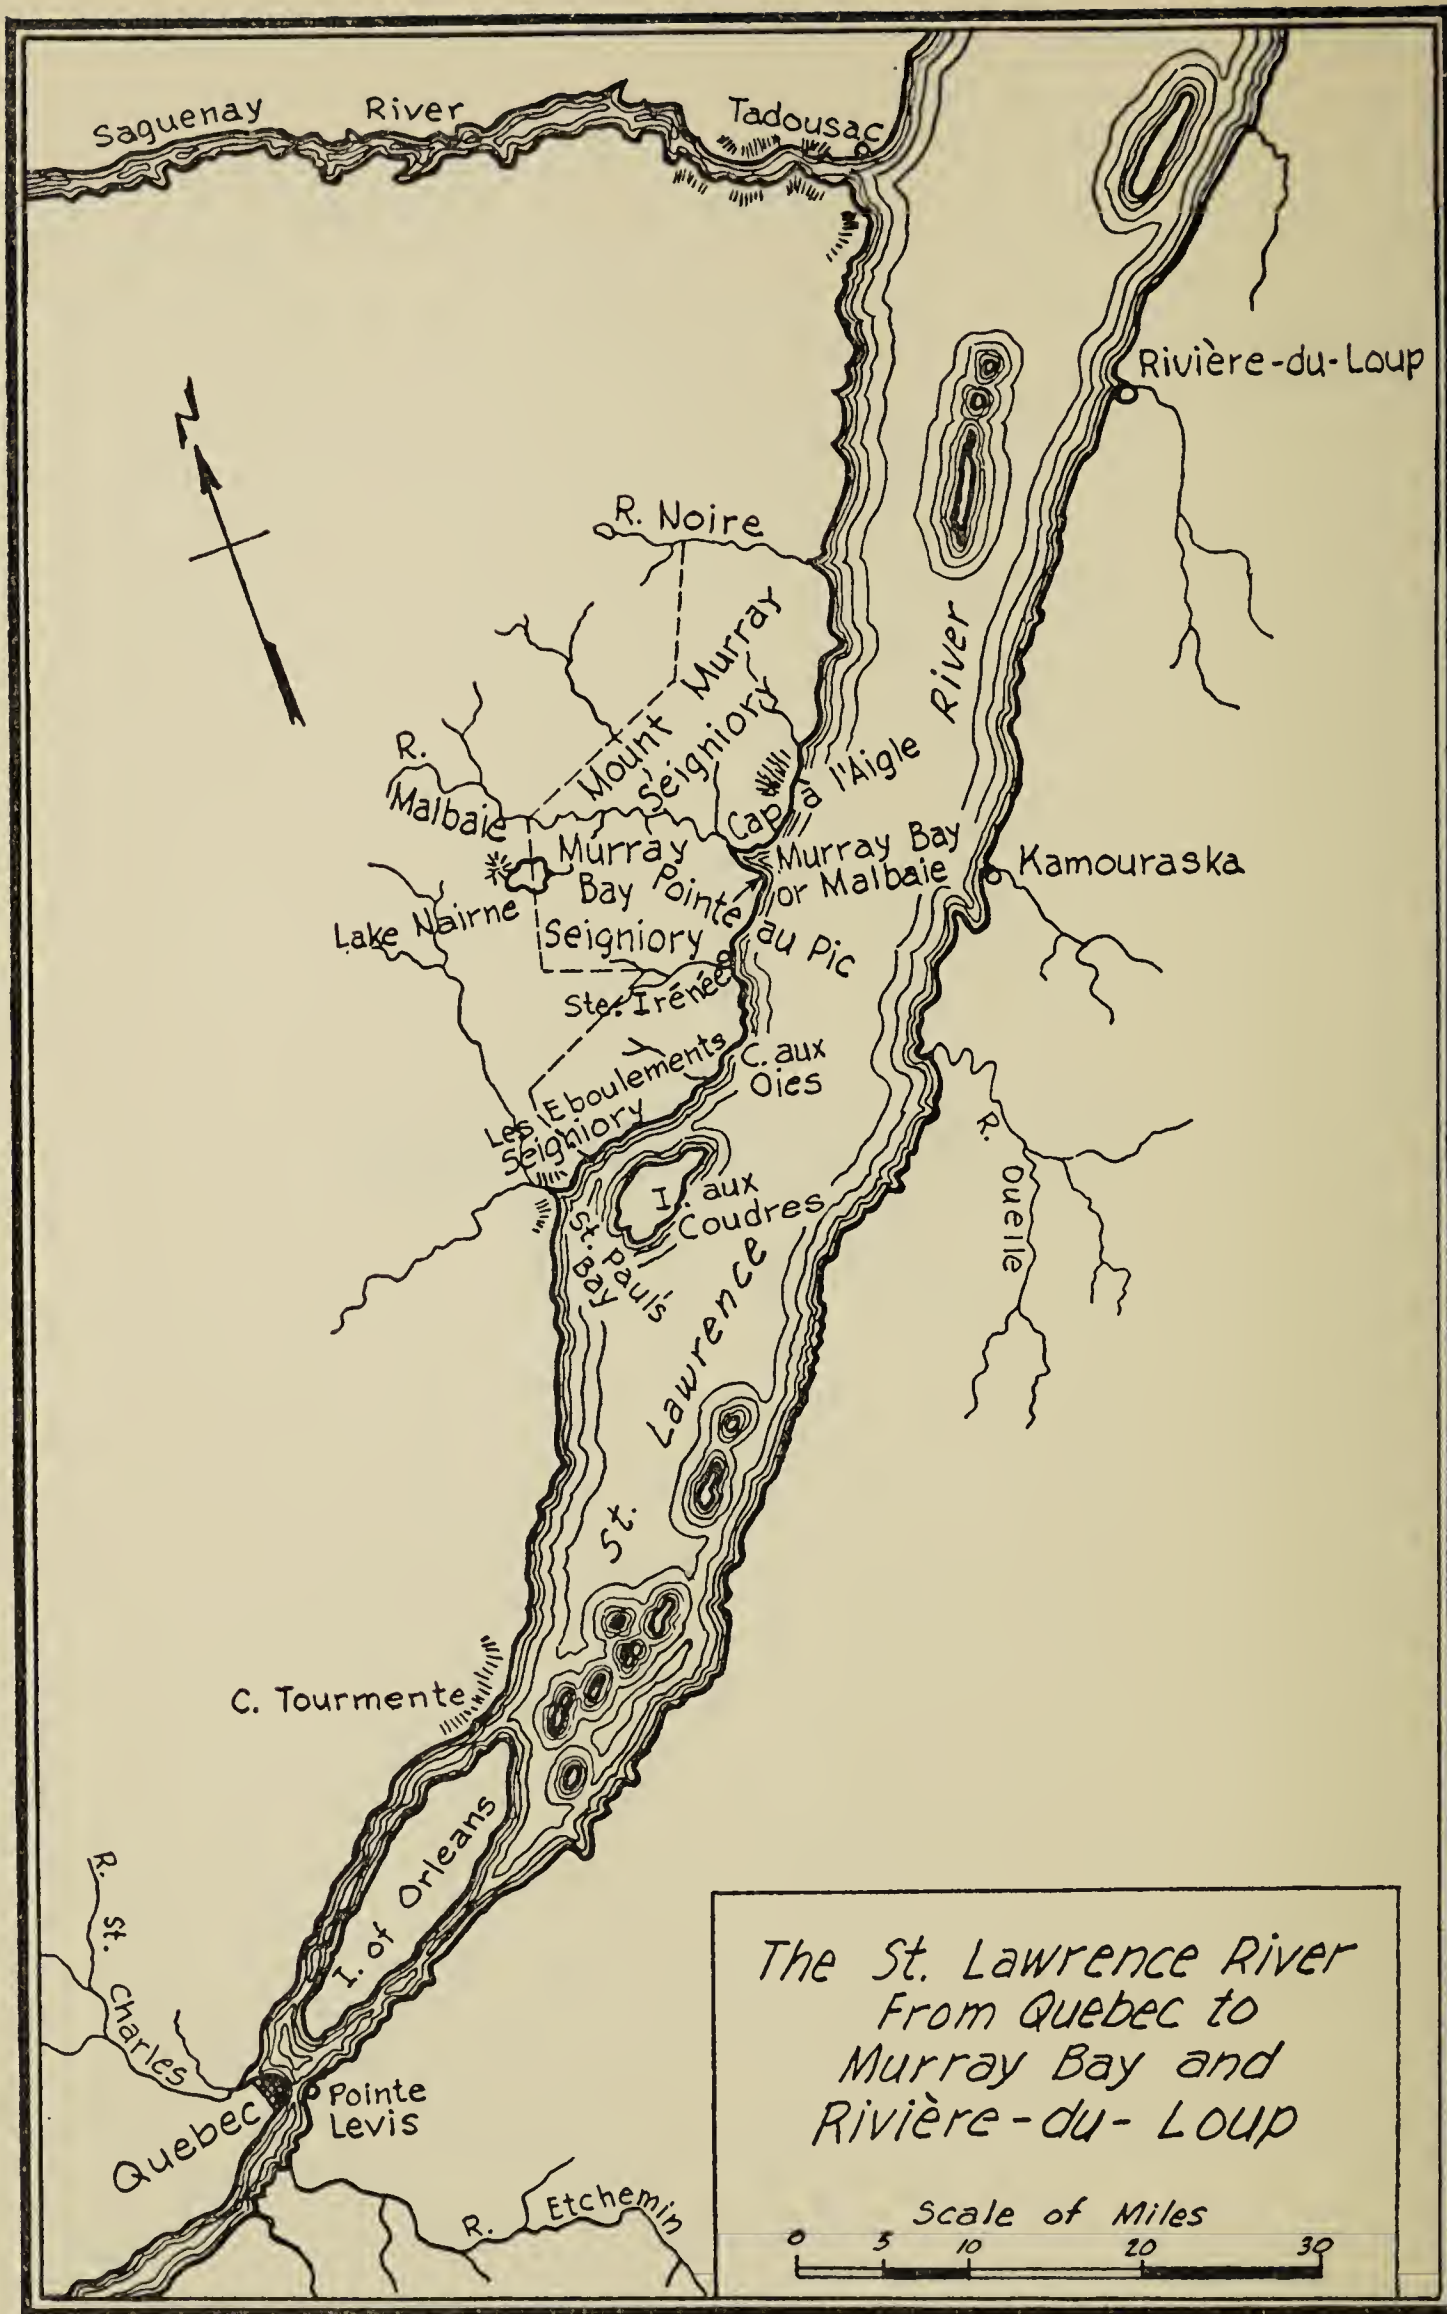 Saguenay River
Tadousac
Rivière-du-Loup
N
R. Noire
River
Mount Murray
Seigniory
R.
Malbaie
Cap à l'Aigle
Murray
Bay
Seigniory
Murray Bay
or Malbaie
Kamouraska
Pointe
au Pic
Lake Nairne
Ste. Irénée
C. aux
Oies
Les Eboulements
Seigniory
R. Ouelle
I. aux
Coudres
St. Paul's
Bay
Lawrence
St.
C. Tourmente
I. of Orleans
R. St. Charles
Pointe
Levis
Quebec
R. Etchemin
The St. Lawrence River
From Quebec to
Murray Bay and
Rivière-du-Loup
Scale of Miles
0 5 10 20 30